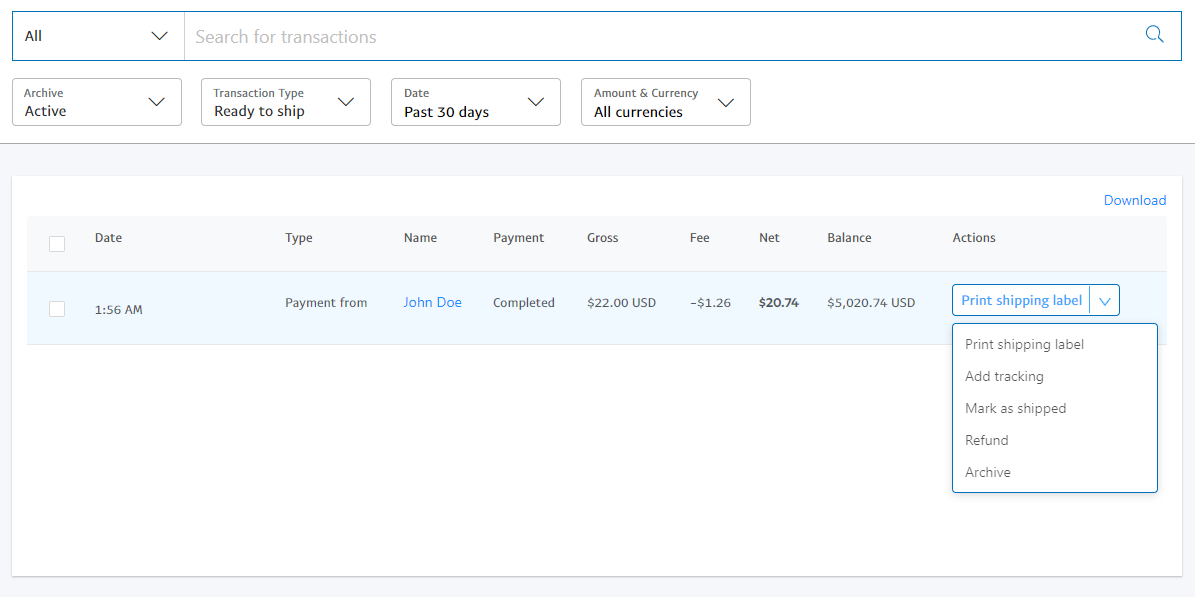 All Search for transactions
Archive Transaction Type Date Amount & Currency
Active Ready to ship Past 30 days All currencies
Download
Date Type Name Payment Gross Fee Net Balance Actions
1:56 AM Payment from John Doe Completed $22.00 USD -$1.26 $20.74 $5,020.74 USD Print shipping label
Print shipping label
Add tracking
Mark as shipped
Refund
Archive